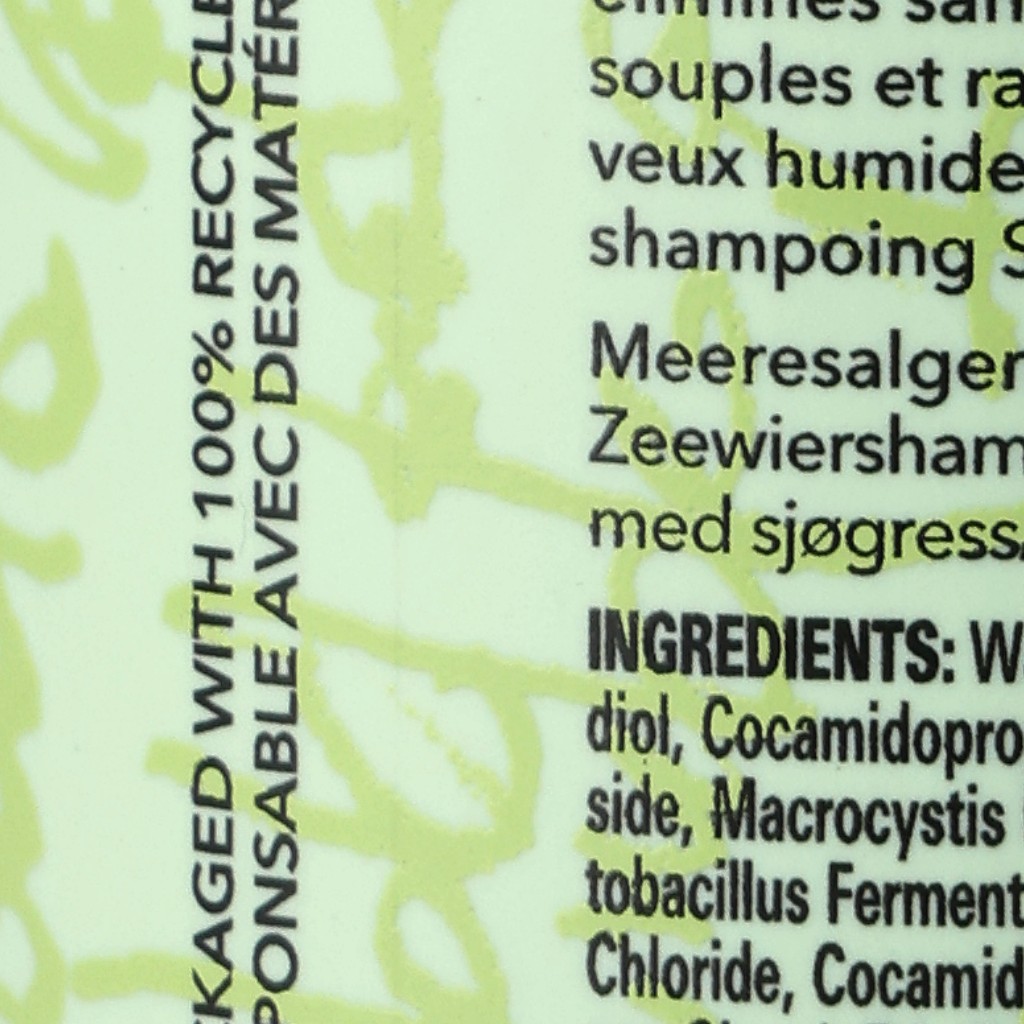 souples et ra
veux humide
shampoing S
Meeresalgen
Zeewiersham
med sjøgress
INGREDIENTS: W
diol, Cocamidopro
side, Macrocystis
tobacillus Ferment
Chloride, Cocamid
KAGED WITH 100% RECYCLE
PONSABLE AVEC DES MATÉR